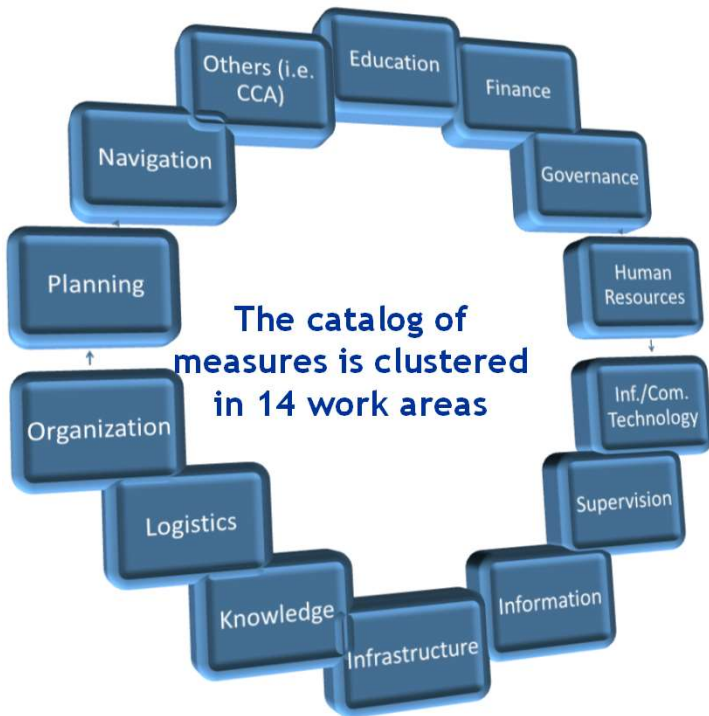 Education
Finance
Governance
Human
Resources
Inf./Com.
Technology
Supervision
Information
Infrastructure
Knowledge
Logistics
Organization
Planning
Navigation
Others (i.e.
CCA)
The catalog of
measures is clustered
in 14 work areas